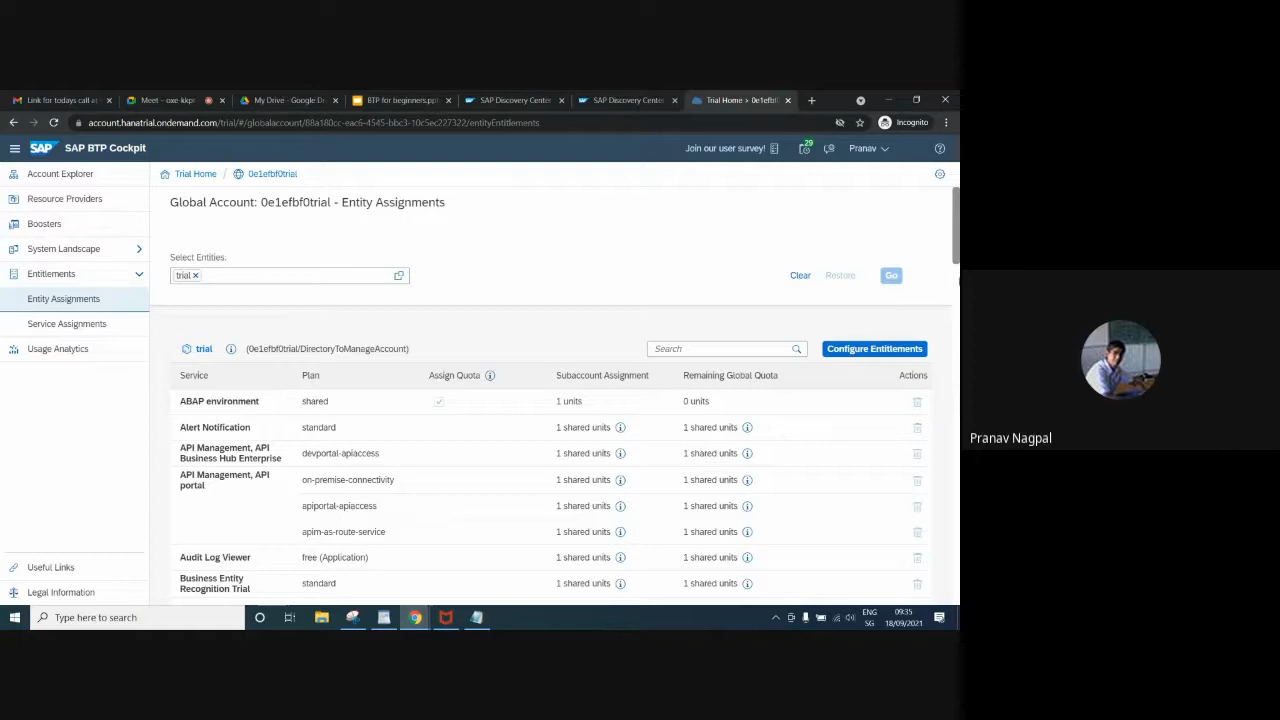 Link for todays call at
Meet – oxe-kkpr
My Drive - Google Dr
BTP for beginners.pptx
SAP Discovery Center
SAP Discovery Center
Trial Home > 0e1efbf0
account.hanatrial.ondemand.com/trial/#/globalaccount/88a180cc-eac6-4545-bbc3-10c5ec227322/entityEntitlements
Incognito
SAP
SAP BTP Cockpit
Join our user survey!
29
Pranav
Account Explorer
Resource Providers
Boosters
System Landscape
Entitlements
Entity Assignments
Service Assignments
Usage Analytics
Useful Links
Legal Information
Trial Home / 0e1efbf0trial
Global Account: 0e1efbf0trial - Entity Assignments
Select Entities:
trial
Clear
Restore
Go
trial (0e1efbf0trial/DirectoryToManageAccount)
Search
Configure Entitlements
Service Plan Assign Quota Subaccount Assignment Remaining Global Quota Actions
ABAP environment shared 1 units 0 units
Alert Notification standard 1 shared units 1 shared units
API Management, API
Business Hub Enterprise devportal-apiaccess 1 shared units 1 shared units
API Management, API
portal on-premise-connectivity 1 shared units 1 shared units
apiportal-apiaccess 1 shared units 1 shared units
apim-as-route-service 1 shared units 1 shared units
Audit Log Viewer free (Application) 1 shared units 1 shared units
Business Entity
Recognition Trial standard 1 shared units 1 shared units
Type here to search
ENG
SG
09:35
18/09/2021
Pranav Nagpal